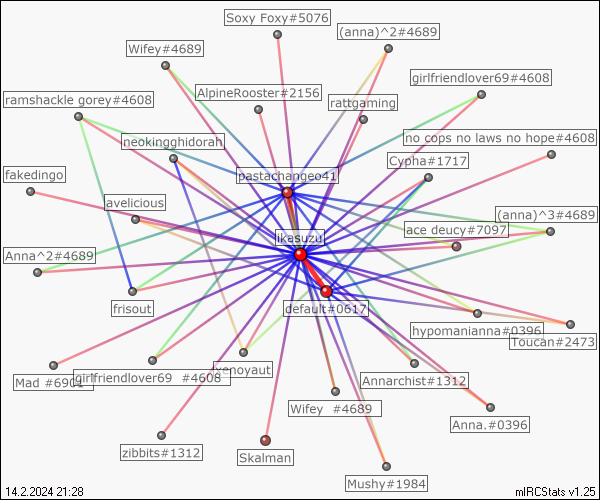 Soxy Foxy#5076
(anna)^2#4689
Wifey#4689
girlfriendlover69#4608
AlpineRooster#2156
ramshackle gorey#4608
rattgaming
neokingghidorah
no cops no laws no hope#4608
Cypha#1717
fakedingo
pastachangeo41
avelicious
(anna)^3#4689
ace deucy#7097
ikasuzu
Anna^2#4689
frisout
default#0617
hypomanianna#0396
Toucan#2473
xenoyaut
Mad #6901
girlfriendlover69 #4608
Annarchist#1312
Wifey #4689
Anna.#0396
zibbits#1312
Skalman
Mushy#1984
14.2.2024 21:28
mIRCStats v1.25